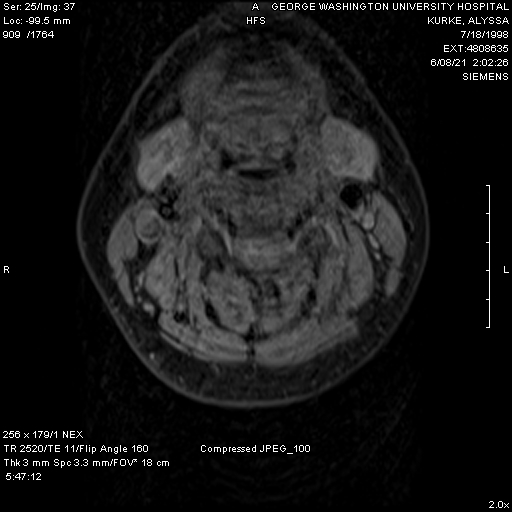 Ser: 25/Img: 37
Loc: -99.5 mm
909 /1764
A
HFS
GEORGE WASHINGTON UNIVERSITY HOSPITAL
KURKE, ALYSSA
7/18/1998
EXT:4808635
6/08/21 2:02:26
SIEMENS
R
L
256 x 179/1 NEX
TR 2520/TE 11/Flip Angle 160
Thk 3 mm Spc 3.3 mm/FOV* 18 cm
5:47:12
Compressed JPEG_100
2.0x